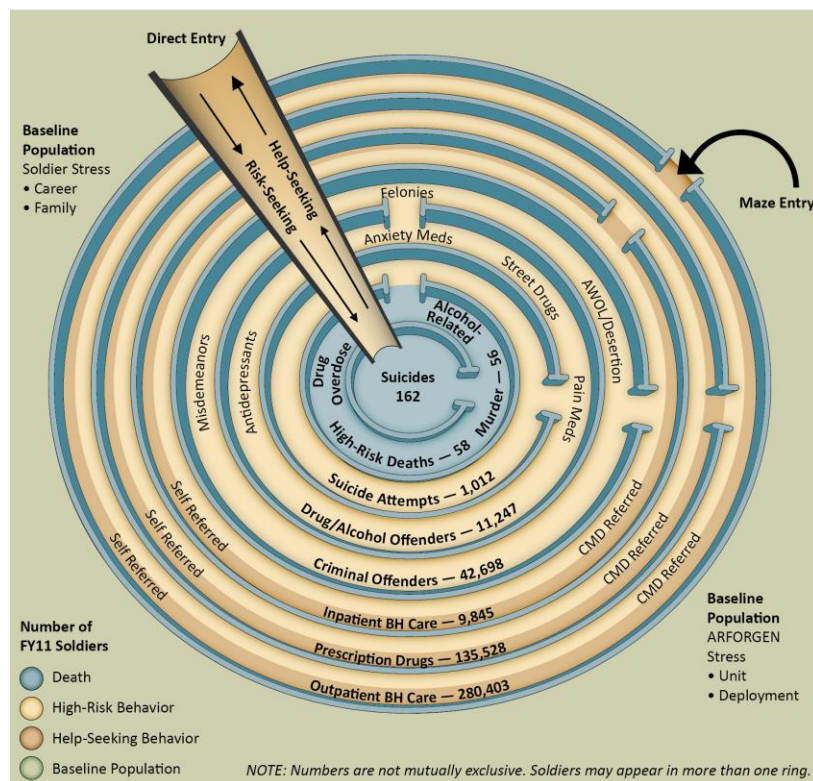 Direct Entry
Baseline
Population
Soldier Stress
• Career
• Family
Help-Seeking
Risk-Seeking
Maze Entry
Felonies
Anxiety Meds
Street Drugs
AWOL/Desertion
Pain Meds
Misdemeanors
Antidepressants
Alcohol-
Related
Drug
Overdose
Murder — 56
Suicides
162
High-Risk Deaths — 58
Suicide Attempts — 1,012
Drug/Alcohol Offenders — 11,247
Criminal Offenders — 42,698
Self Referred
CMD Referred
Inpatient BH Care — 9,845
Self Referred
CMD Referred
Prescription Drugs — 135,528
Self Referred
CMD Referred
Outpatient BH Care — 280,403
Baseline
Population
ARFORGEN
Stress
• Unit
• Deployment
Number of
FY11 Soldiers
Death
High-Risk Behavior
Help-Seeking Behavior
Baseline Population
NOTE: Numbers are not mutually exclusive. Soldiers may appear in more than one ring.